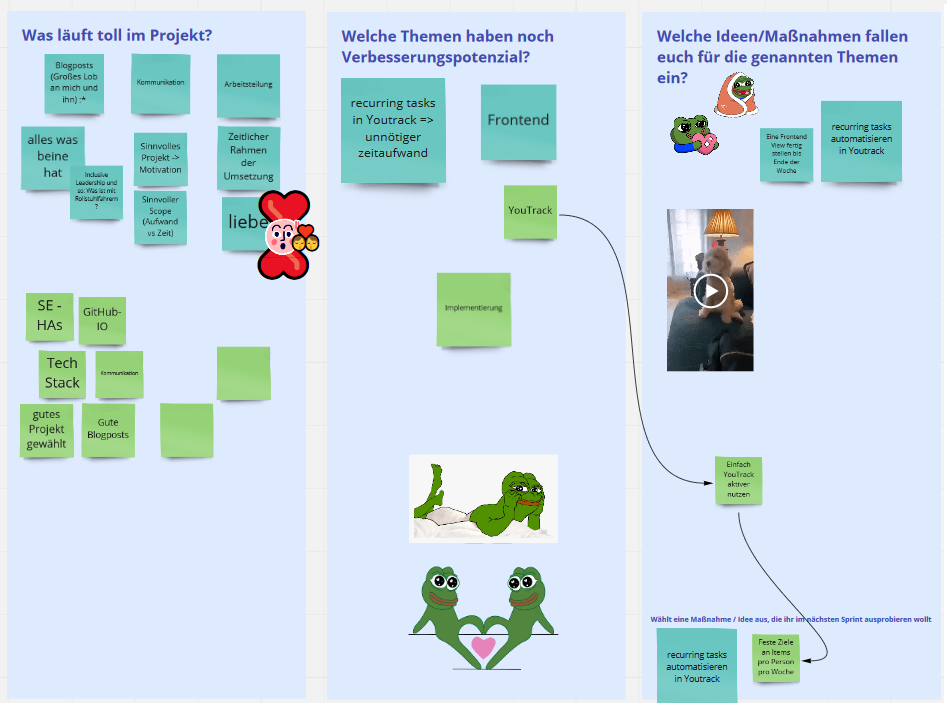 Was läuft toll im Projekt?
Blogposts
(Großes Lob
an mich und
ihn) :*
Kommunikation
Arbeitsteilung
alles was
beine
hat
Inclusive
Leadership und
so: Was ist mit
Rollstuhlfahrern
?
Sinnvolles
Projekt ->
Motivation
Zeitlicher
Rahmen
der
Umsetzung
Sinnvoller
Scope
(Aufwand
vs Zeit)
liebe
SE -
HAs
GitHub-
IO
Tech
Stack
Kommunikation
gutes
Projekt
gewählt
Gute
Blogposts
Welche Themen haben noch
Verbesserungspotenzial?
recurring tasks
in Youtrack =>
unnötiger
zeitaufwand
Frontend
YouTrack
Implementierung
Welche Ideen/Maßnahmen fallen
euch für die genannten Themen
ein?
Eine Frontend
View fertig
stellen bis
Ende der
Woche
recurring tasks
automatisieren
in Youtrack
Einfach
YouTrack
aktiver
nutzen
Wählt eine Maßnahme / Idee aus, die ihr im nächsten Sprint ausprobieren wollt
recurring tasks
automatisieren
in Youtrack
Feste Ziele
an Items
pro Person
pro Woche